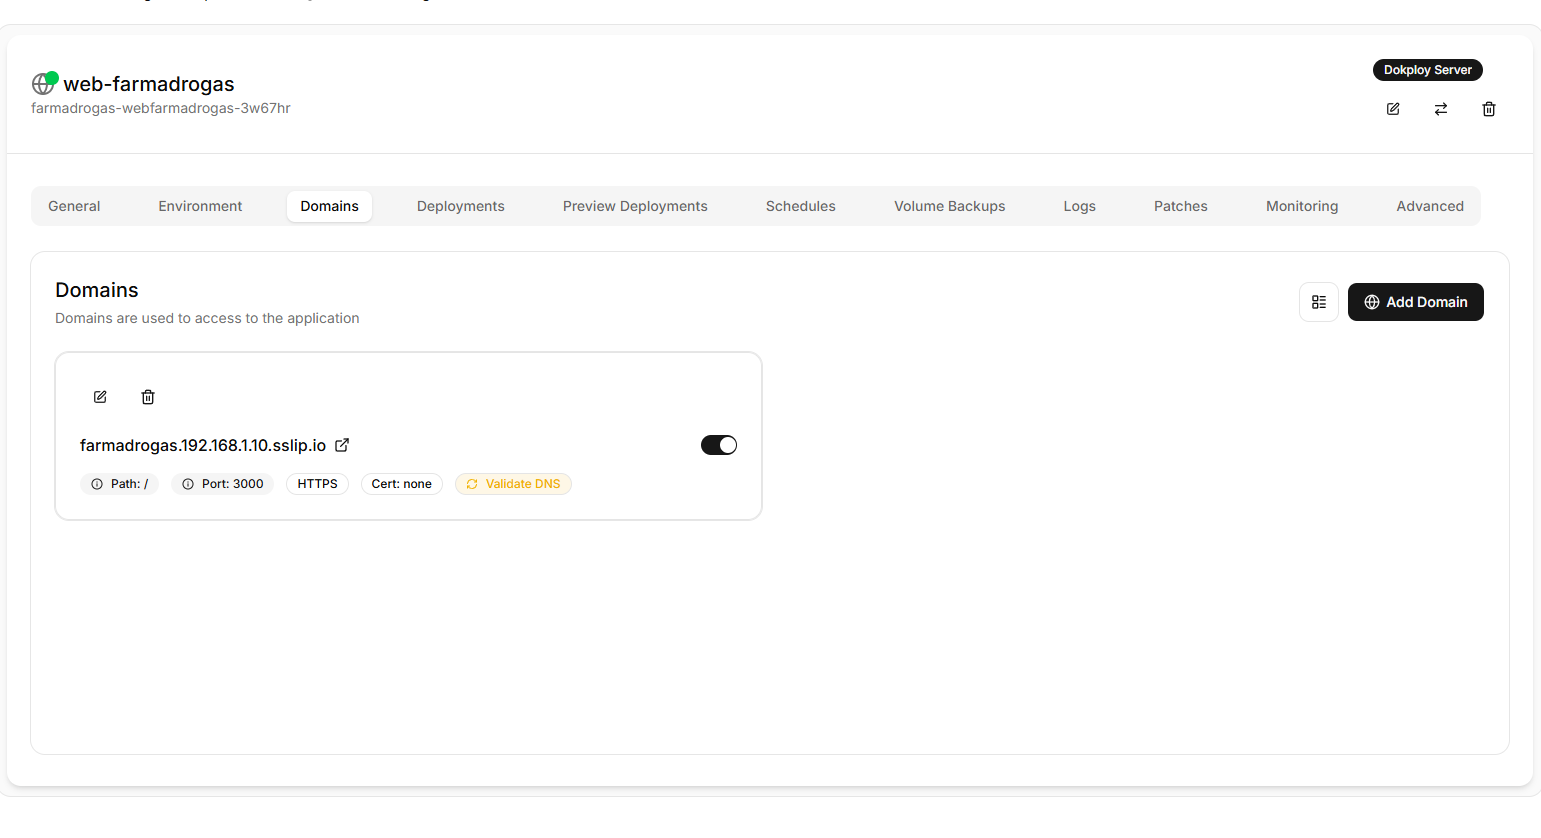 web-farmadrogas
farmadrogas-webfarmadrogas-3w67hr
Dokploy Server
General Environment Domains Deployments Preview Deployments Schedules Volume Backups Logs Patches Monitoring Advanced
Domains
Domains are used to access to the application
Add Domain
farmadrogas.192.168.1.10.sslip.io
Path: / Port: 3000 HTTPS Cert: none Validate DNS